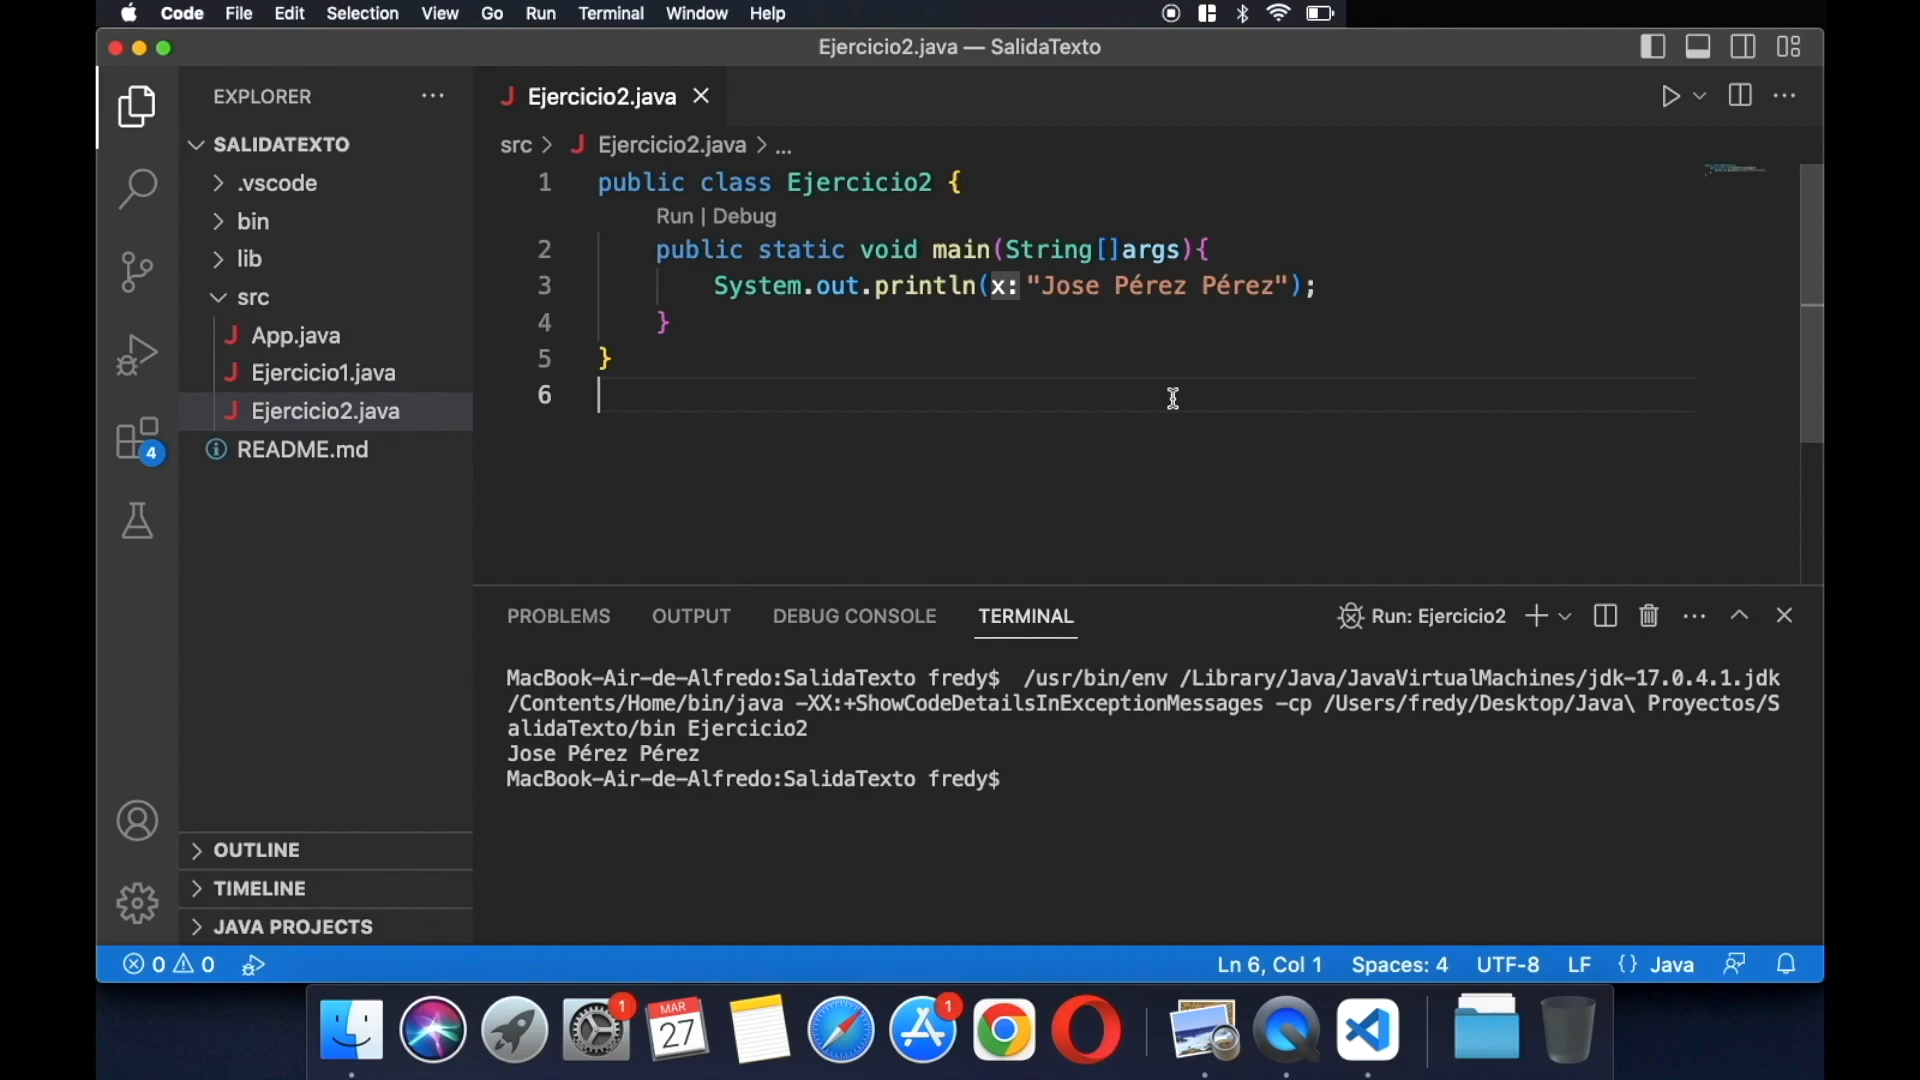 Code File Edit Selection View Go Run Terminal Window Help
Ejercicio2.java — SalidaTexto
EXPLORER
SALIDATEXTO
.vscode
bin
lib
src
App.java
Ejercicio1.java
Ejercicio2.java
README.md
OUTLINE
TIMELINE
JAVA PROJECTS
4
Ejercicio2.java
src > Ejercicio2.java > ...
1 public class Ejercicio2 {
Run | Debug
2 public static void main(String[]args){
3 System.out.println(x:"Jose Pérez Pérez");
4 }
5 }
6
PROBLEMS OUTPUT DEBUG CONSOLE TERMINAL Run: Ejercicio2
MacBook-Air-de-Alfredo:SalidaTexto fredy$  /usr/bin/env /Library/Java/JavaVirtualMachines/jdk-17.0.4.1.jdk
/Contents/Home/bin/java -XX:+ShowCodeDetailsInExceptionMessages -cp /Users/fredy/Desktop/Java\ Proyectos/S
alidaTexto/bin Ejercicio2
Jose Pérez Pérez
MacBook-Air-de-Alfredo:SalidaTexto fredy$
0 0 Ln 6, Col 1 Spaces: 4 UTF-8 LF {} Java
1
MAR
27
1